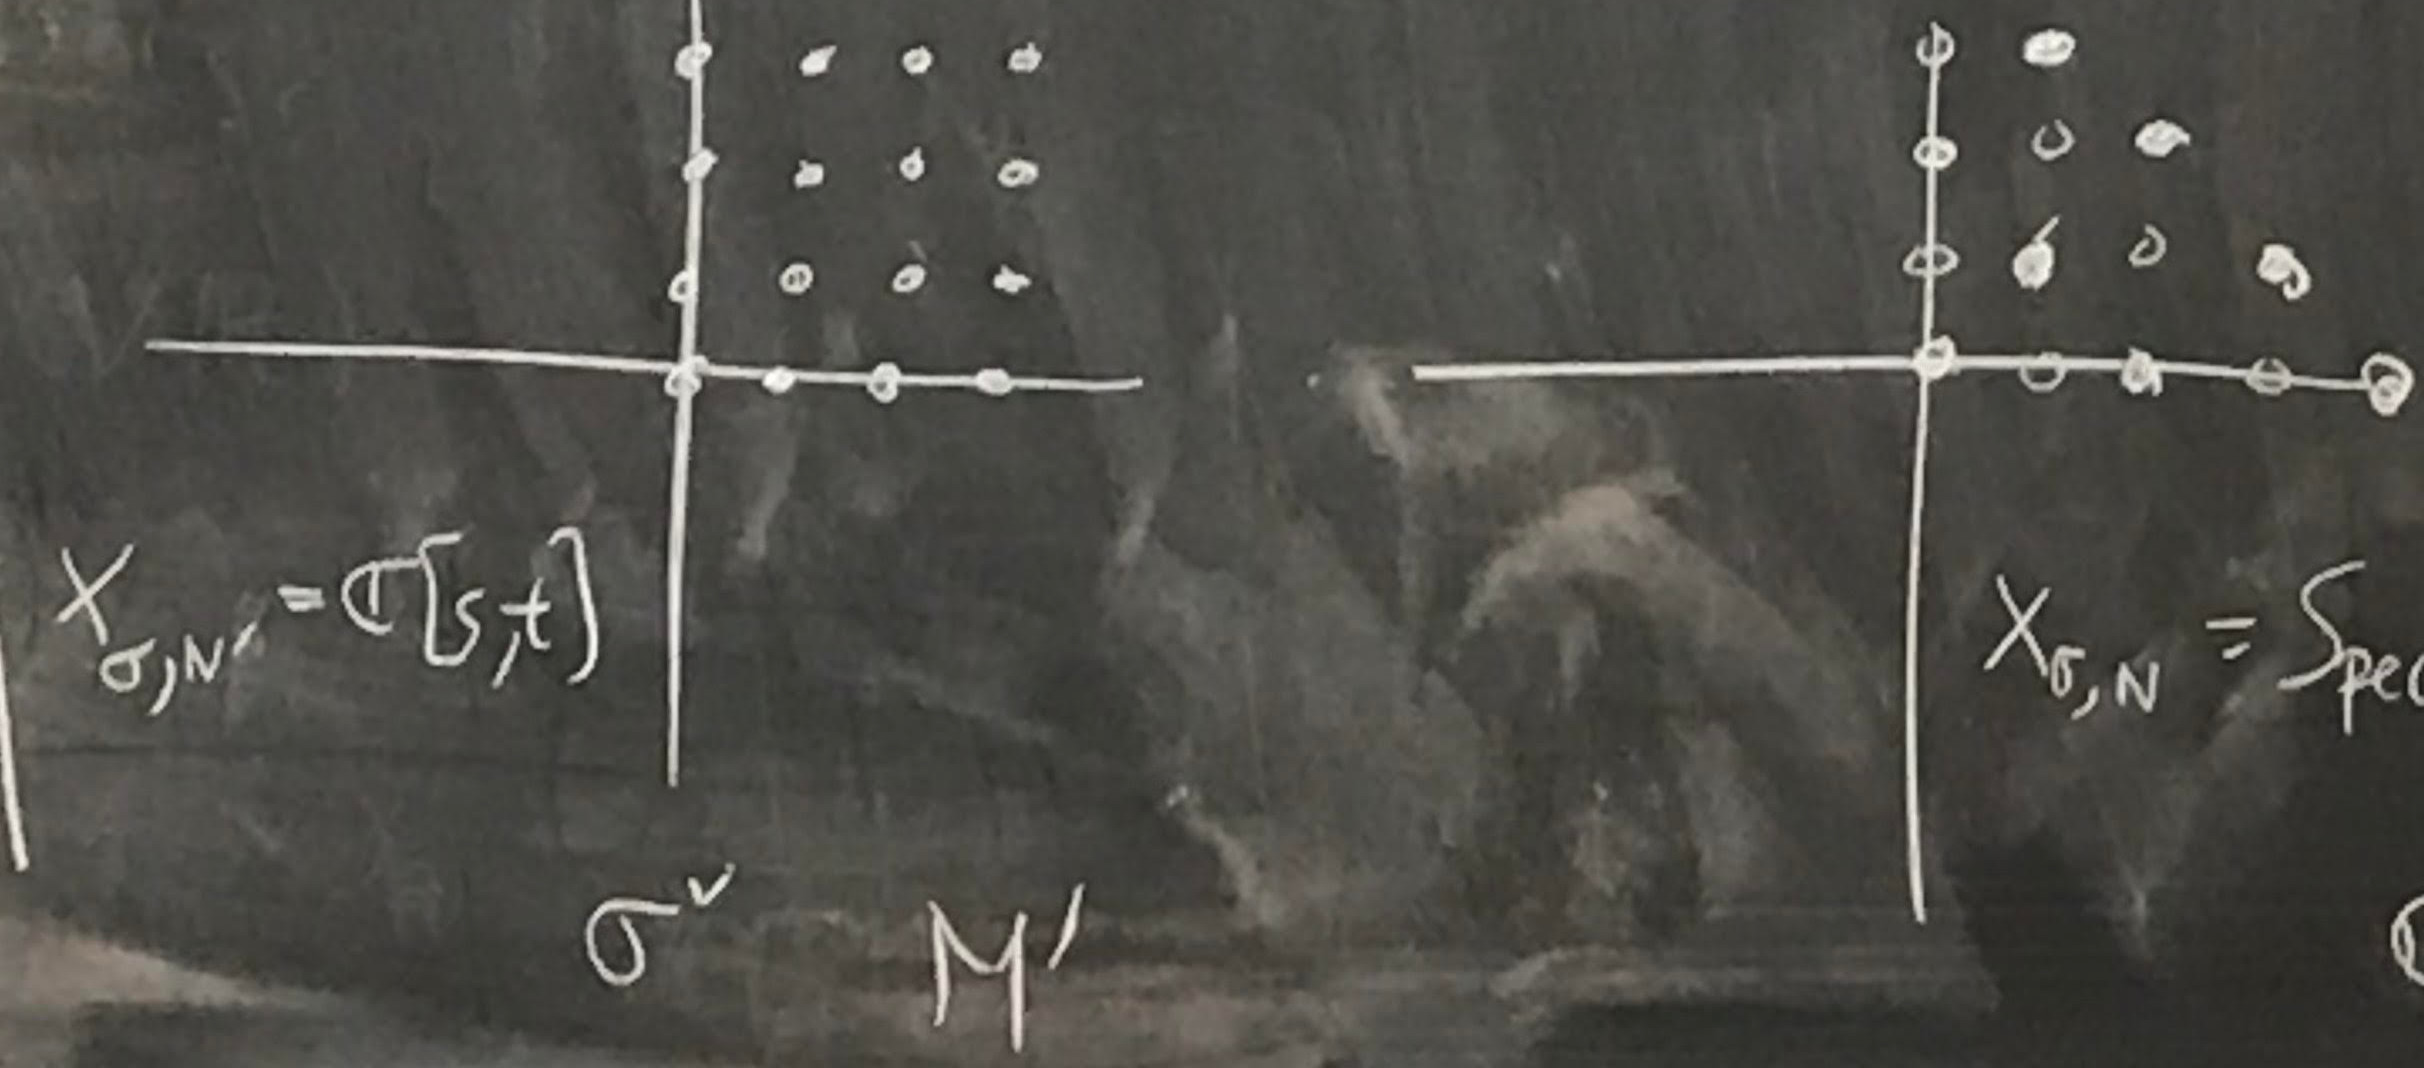 X_{σ,N'} = ℂ[s,t]
X_{σ,N} = Spec
σ^∨ M'